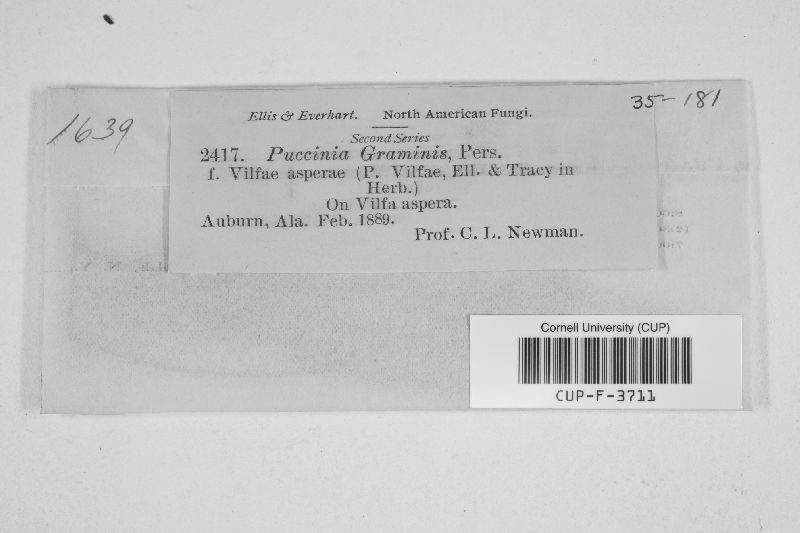 1639
35-181
Ellis & Everhart. North American Fungi.
Second Series
2417. Puccinia Graminis, Pers.
f. Vilfae asperae (P. Vilfae, Ell. & Tracy in
Herb.)
On Vilfa aspera.
Auburn, Ala. Feb. 1889.
Prof. C. L. Newman.
Cornell University (CUP)
CUP-F-3711